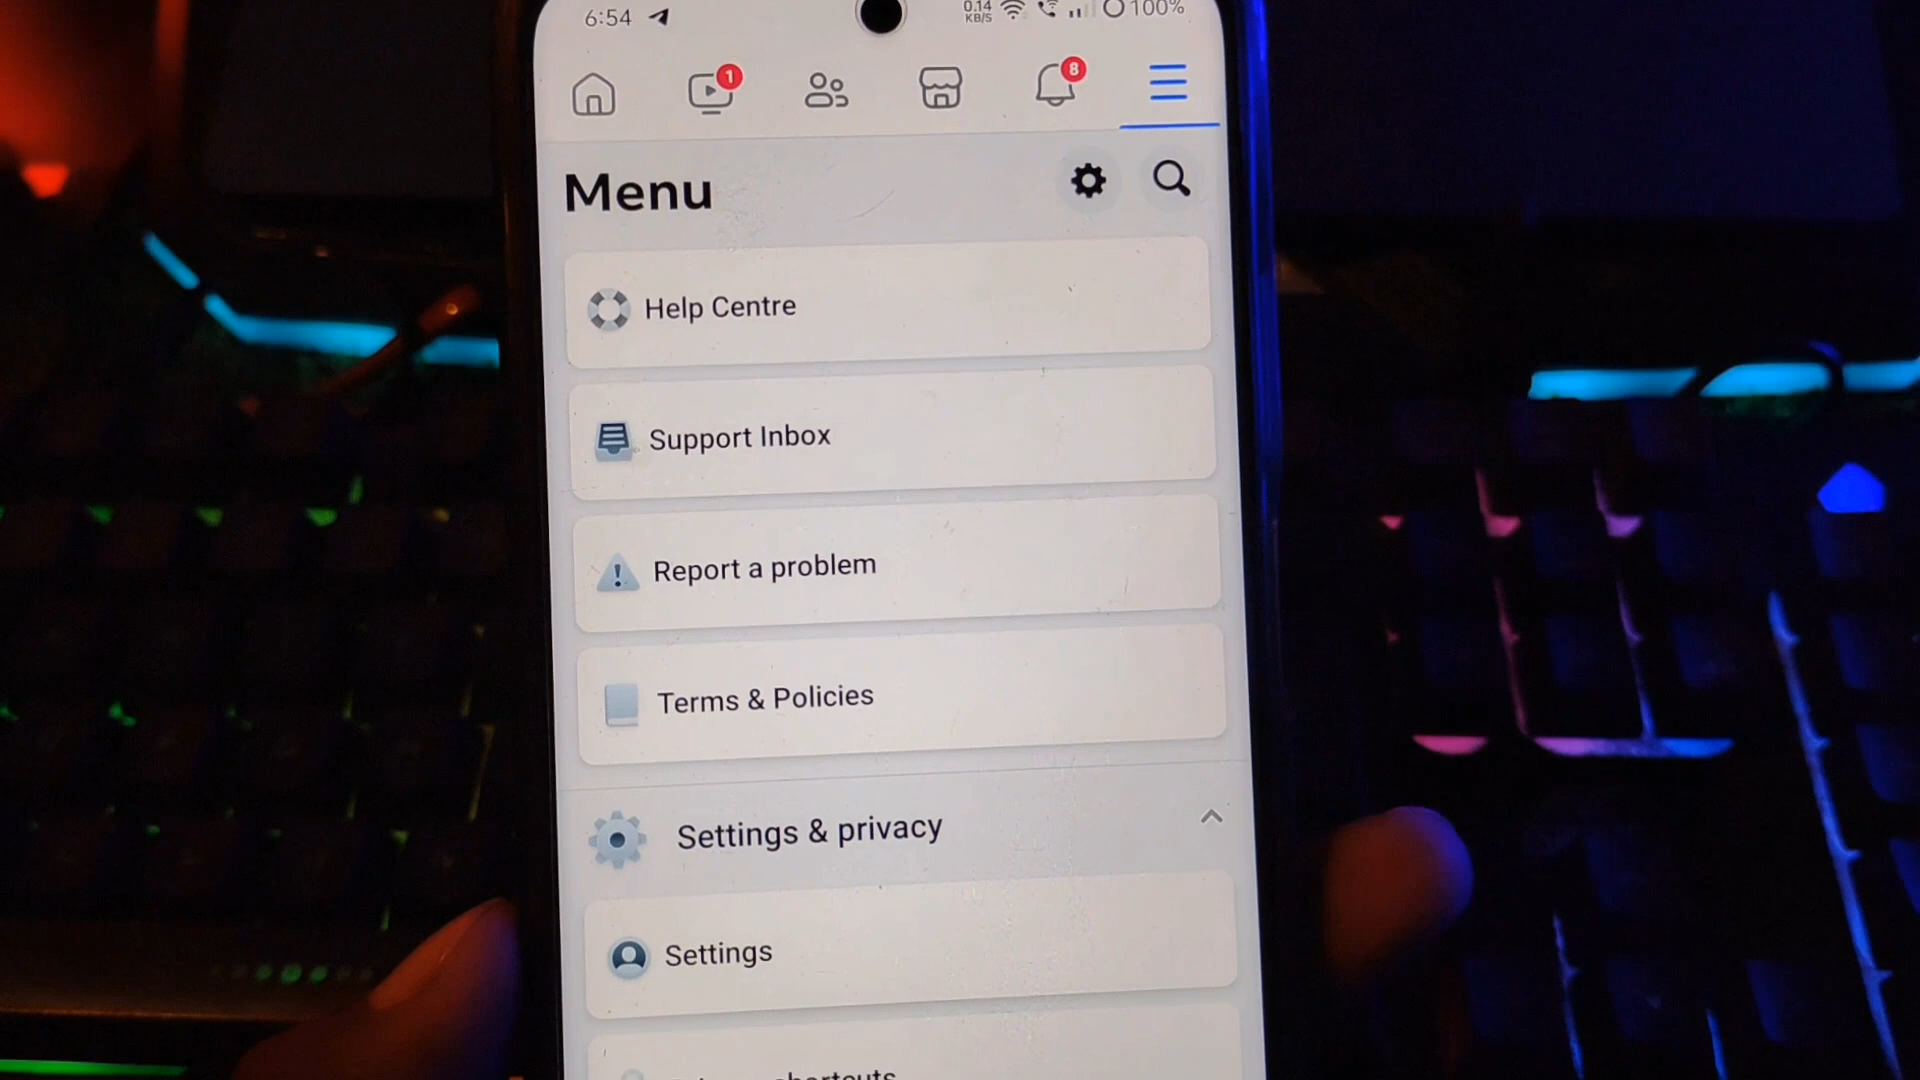 6:54
0.14
KB/S
100%
1
8
Menu
Help Centre
Support Inbox
Report a problem
Terms & Policies
Settings & privacy
Settings
shortcuts